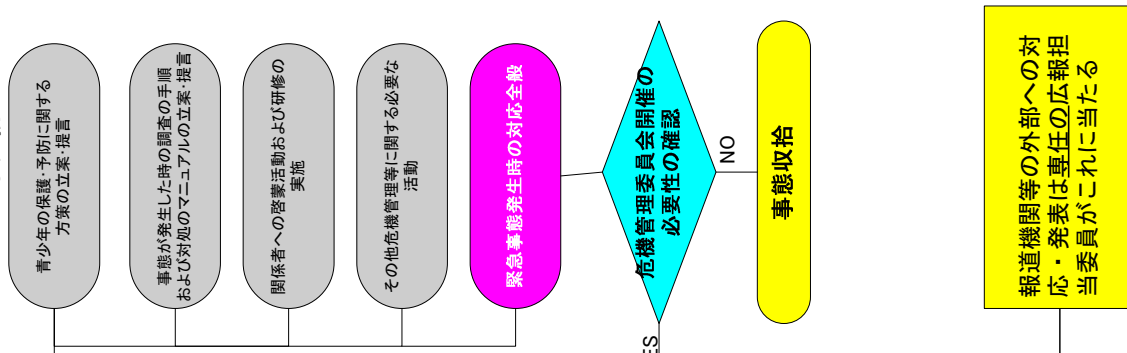 青少年の保護・予防に関する
方策の立案・提言
事態が発生した時の調査の手順
および対処のマニュアルの立案・提言
関係者への啓蒙活動および研修の
実施
その他危機管理等に関する必要な
活動
緊急事態発生時の対応全般
危機管理委員会開催の
必要性の確認
NO
事態収拾
報道機関等の外部への対
応・発表は専任の広報担
当委員がこれに当たる